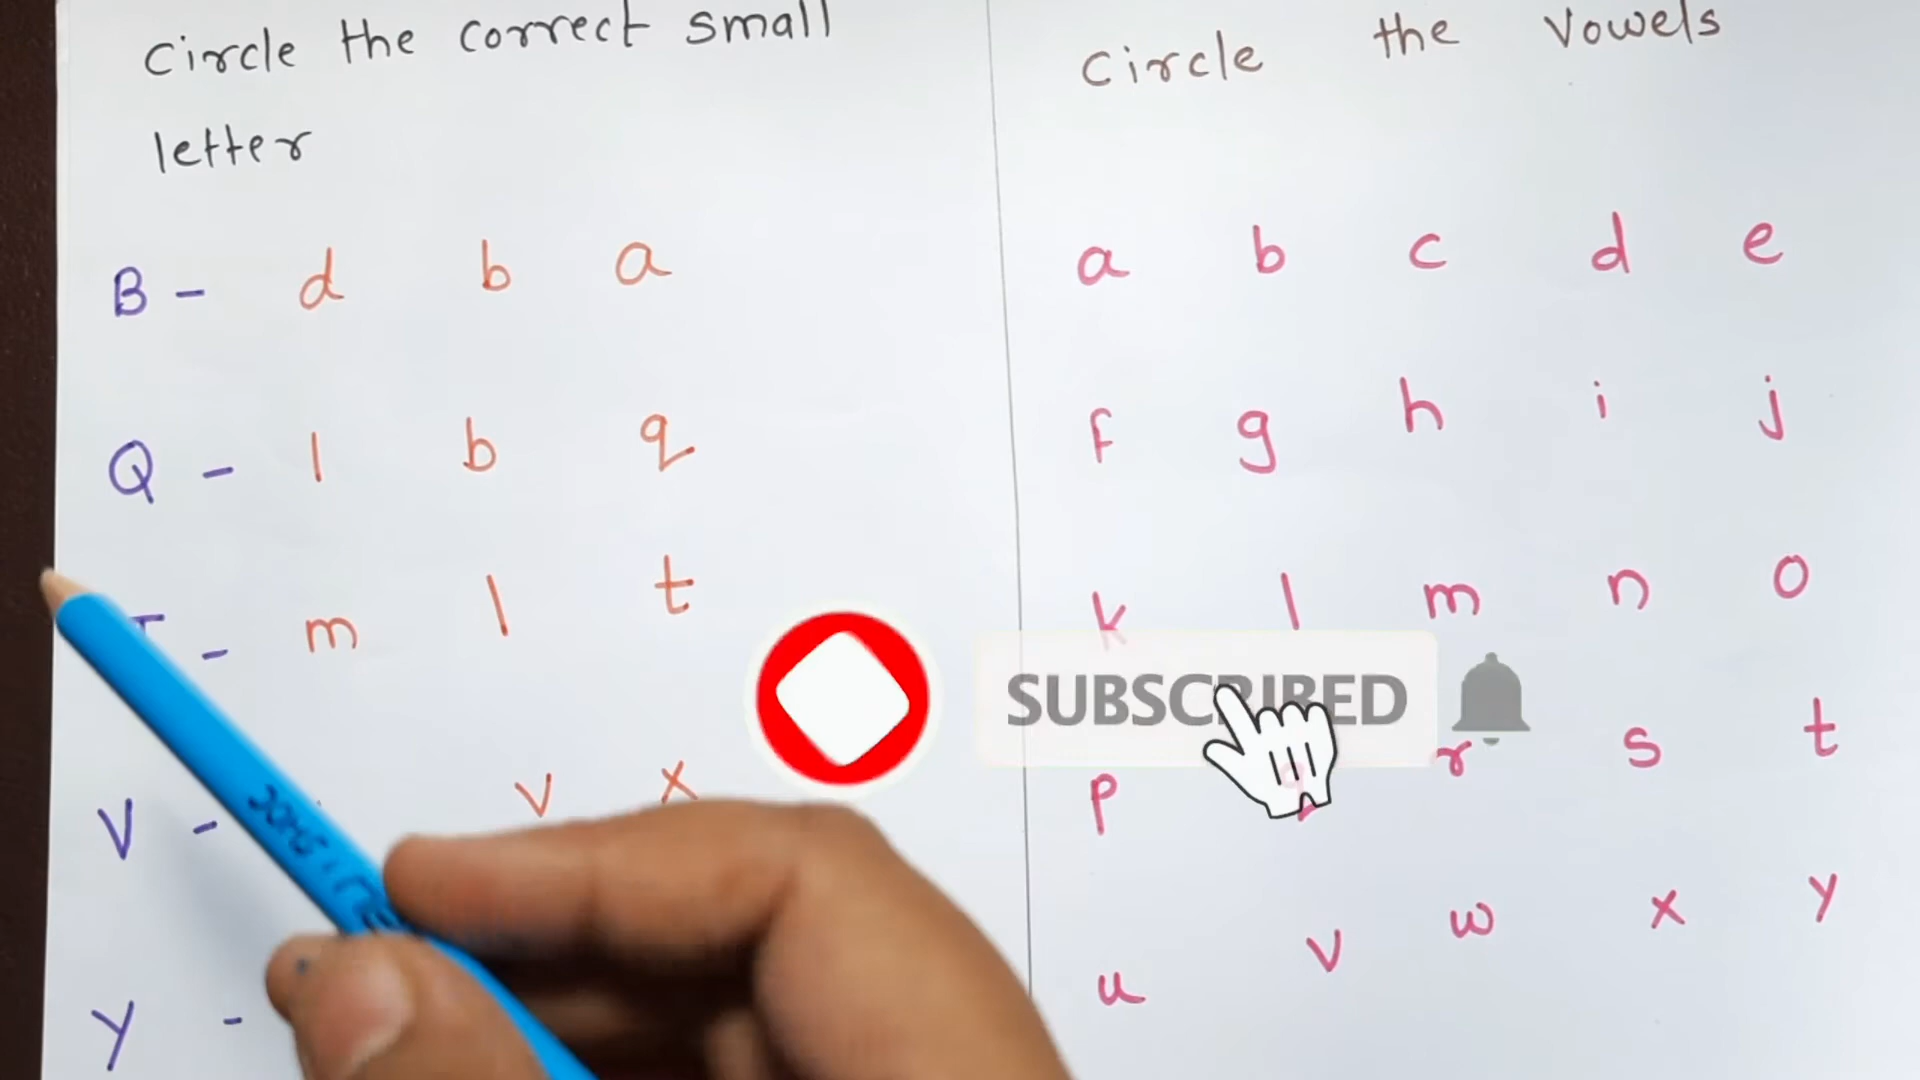 Circle the correct small
letter
B - d b a
Q - l b q
T - m l t
V - v x
Y -
Circle the Vowels
a b c d e
f g h i j
k l m n o
SUBSCRIBED
p q r s t
u v w x y